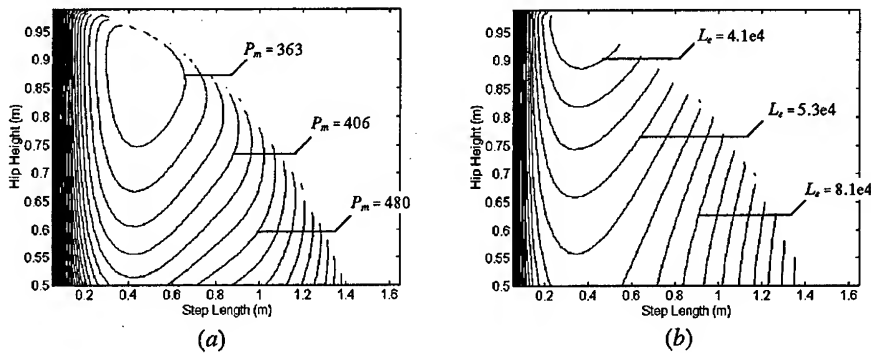 0.95
0.9
0.85
0.8
0.75
0.7
0.65
0.6
0.55
0.5
Hip Height (m)
0.2 0.4 0.6 0.8 1 1.2 1.4 1.6
Step Length (m)
P_m = 363
P_m = 406
P_m = 480
(a)
0.95
0.9
0.85
0.8
0.75
0.7
0.65
0.6
0.55
0.5
Hip Height (m)
0.2 0.4 0.6 0.8 1 1.2 1.4 1.6
Step Length (m)
L_e = 4.1e4
L_e = 5.3e4
L_e = 8.1e4
(b)